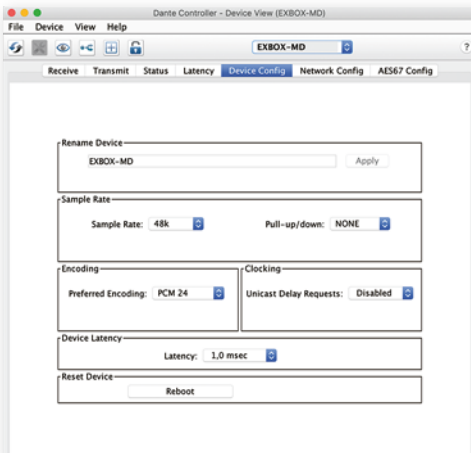 Dante Controller - Device View (EXBOX-MD)
File Device View Help
EXBOX-MD
?
Receive Transmit Status Latency Device Config Network Config AES67 Config
Rename Device
EXBOX-MD Apply
Sample Rate
Sample Rate: 48k Pull-up/down: NONE
Encoding Clocking
Preferred Encoding: PCM 24 Unicast Delay Requests: Disabled
Device Latency
Latency: 1,0 msec
Reset Device
Reboot